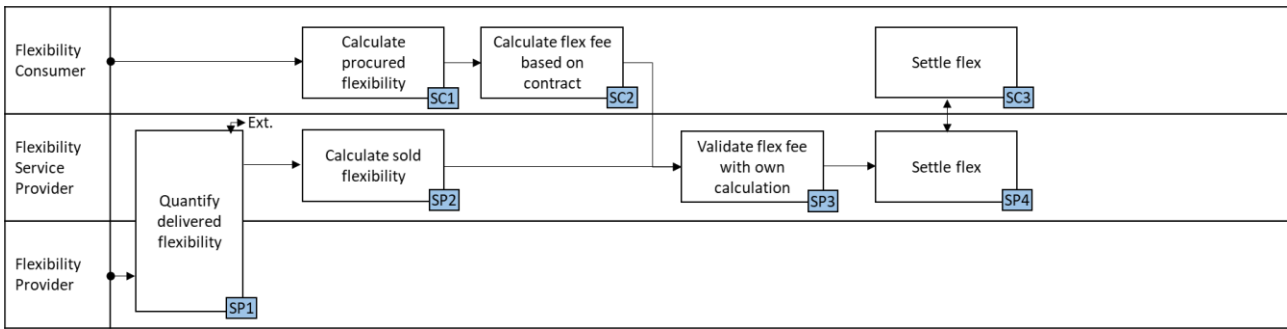 Flexibility
Consumer
Calculate
procured
flexibility
SC1
Calculate flex fee
based on
contract
SC2
Settle flex
SC3
Flexibility
Service
Provider
Ext.
Quantify
delivered
flexibility
SP1
Calculate sold
flexibility
SP2
Validate flex fee
with own
calculation
SP3
Settle flex
SP4
Flexibility
Provider